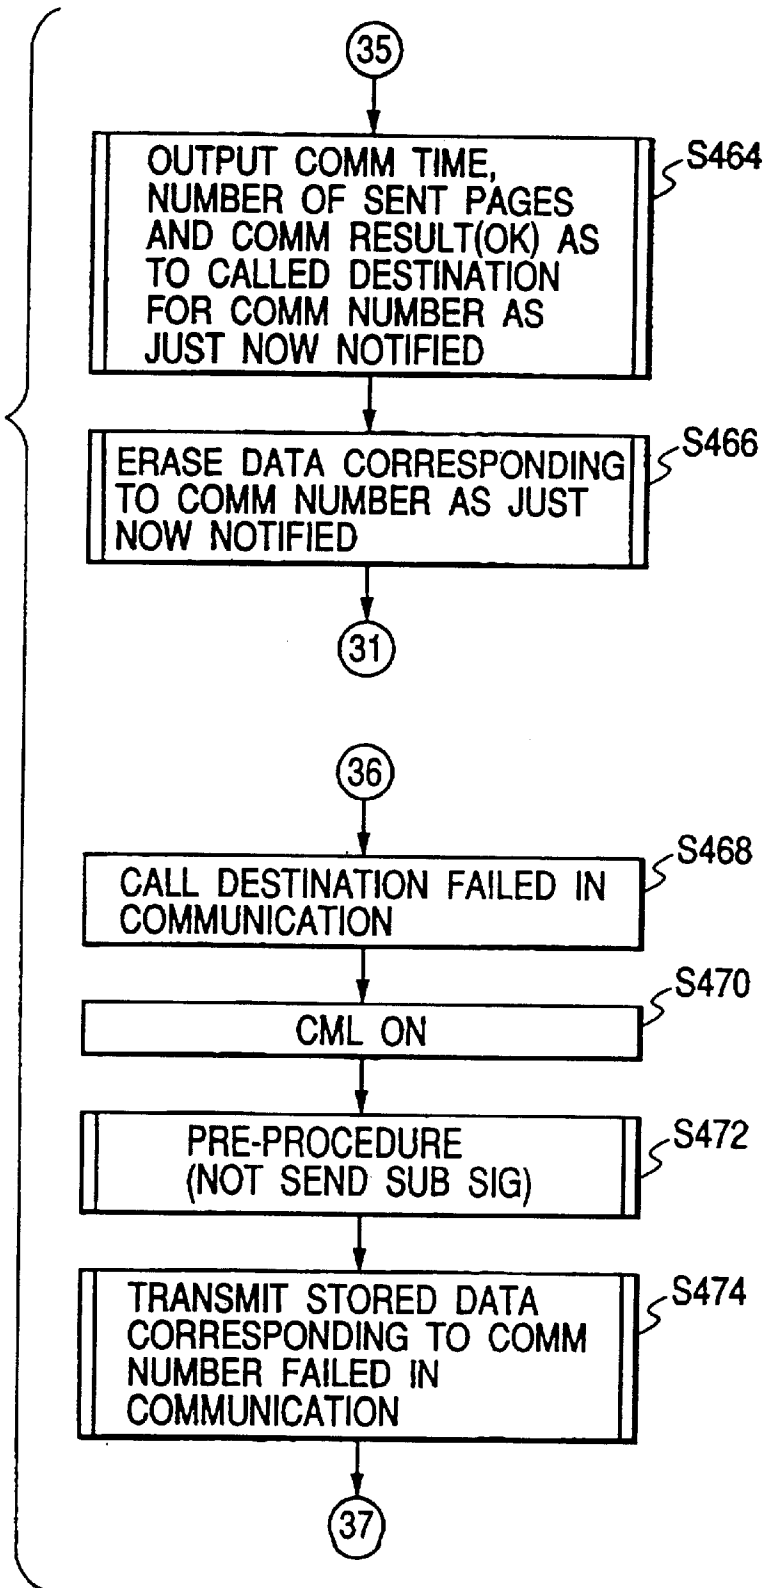 35
OUTPUT COMM TIME,
NUMBER OF SENT PAGES
AND COMM RESULT(OK) AS
TO CALLED DESTINATION
FOR COMM NUMBER AS
JUST NOW NOTIFIED
S464
ERASE DATA CORRESPONDING
TO COMM NUMBER AS JUST
NOW NOTIFIED
S466
31
36
CALL DESTINATION FAILED IN
COMMUNICATION
S468
CML ON
S470
PRE-PROCEDURE
(NOT SEND SUB SIG)
S472
TRANSMIT STORED DATA
CORRESPONDING TO COMM
NUMBER FAILED IN
COMMUNICATION
S474
37